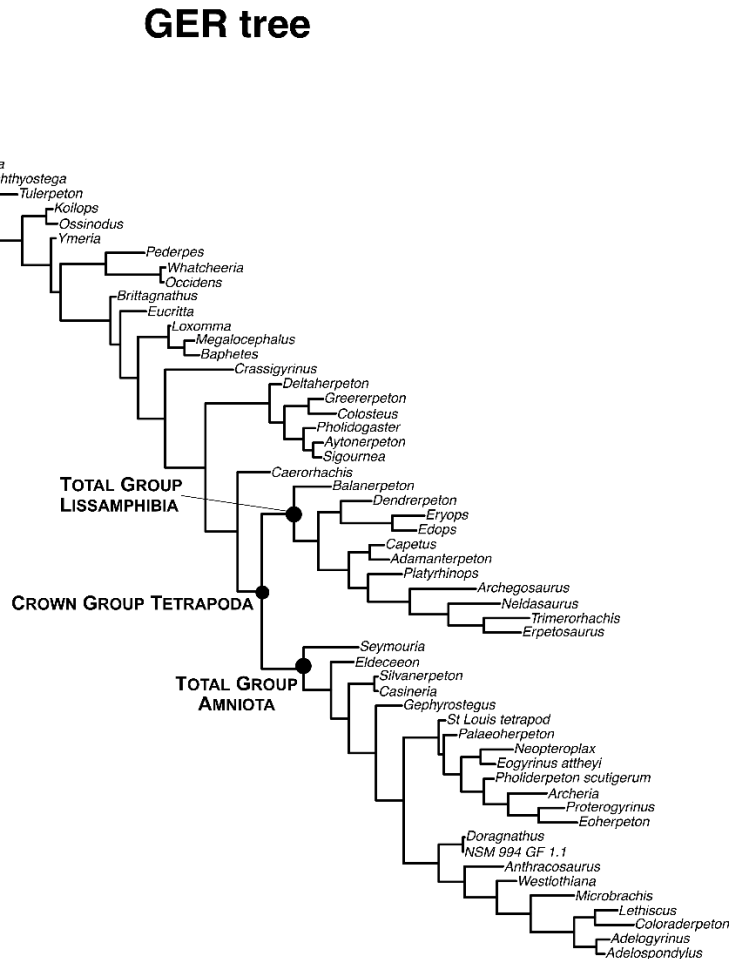 GER tree
a
hthyostega
Tulerpeton
Koilops
Ossinodus
Ymeria
Pederpes
Whatcheeria
Occidens
Brittagnathus
Eucritta
Loxomma
Megalocephalus
Baphetes
Crassigyrinus
Deltaherpeton
Greererpeton
Colosteus
Pholidogaster
Aytonerpeton
Sigournea
Caerorhachis
TOTAL GROUP
LISSAMPHIBIA
Balanerpeton
Dendrerpeton
Eryops
Edops
Capetus
Adamanterpeton
Platyrhinops
Archegosaurus
Neldasaurus
CROWN GROUP TETRAPODA
Trimerorhachis
Erpetosaurus
Seymouria
Eldeceeon
TOTAL GROUP
AMNIOTA
Silvanerpeton
Casineria
Gephyrostegus
St Louis tetrapod
Palaeoherpeton
Neopteroplax
Eogyrinus attheyi
Pholiderpeton scutigerum
Archeria
Proterogyrinus
Eoherpeton
Doragnathus
NSM 994 GF 1.1
Anthracosaurus
Westlothiana
Microbrachis
Lethiscus
Coloraderpeton
Adelogyrinus
Adelospondylus